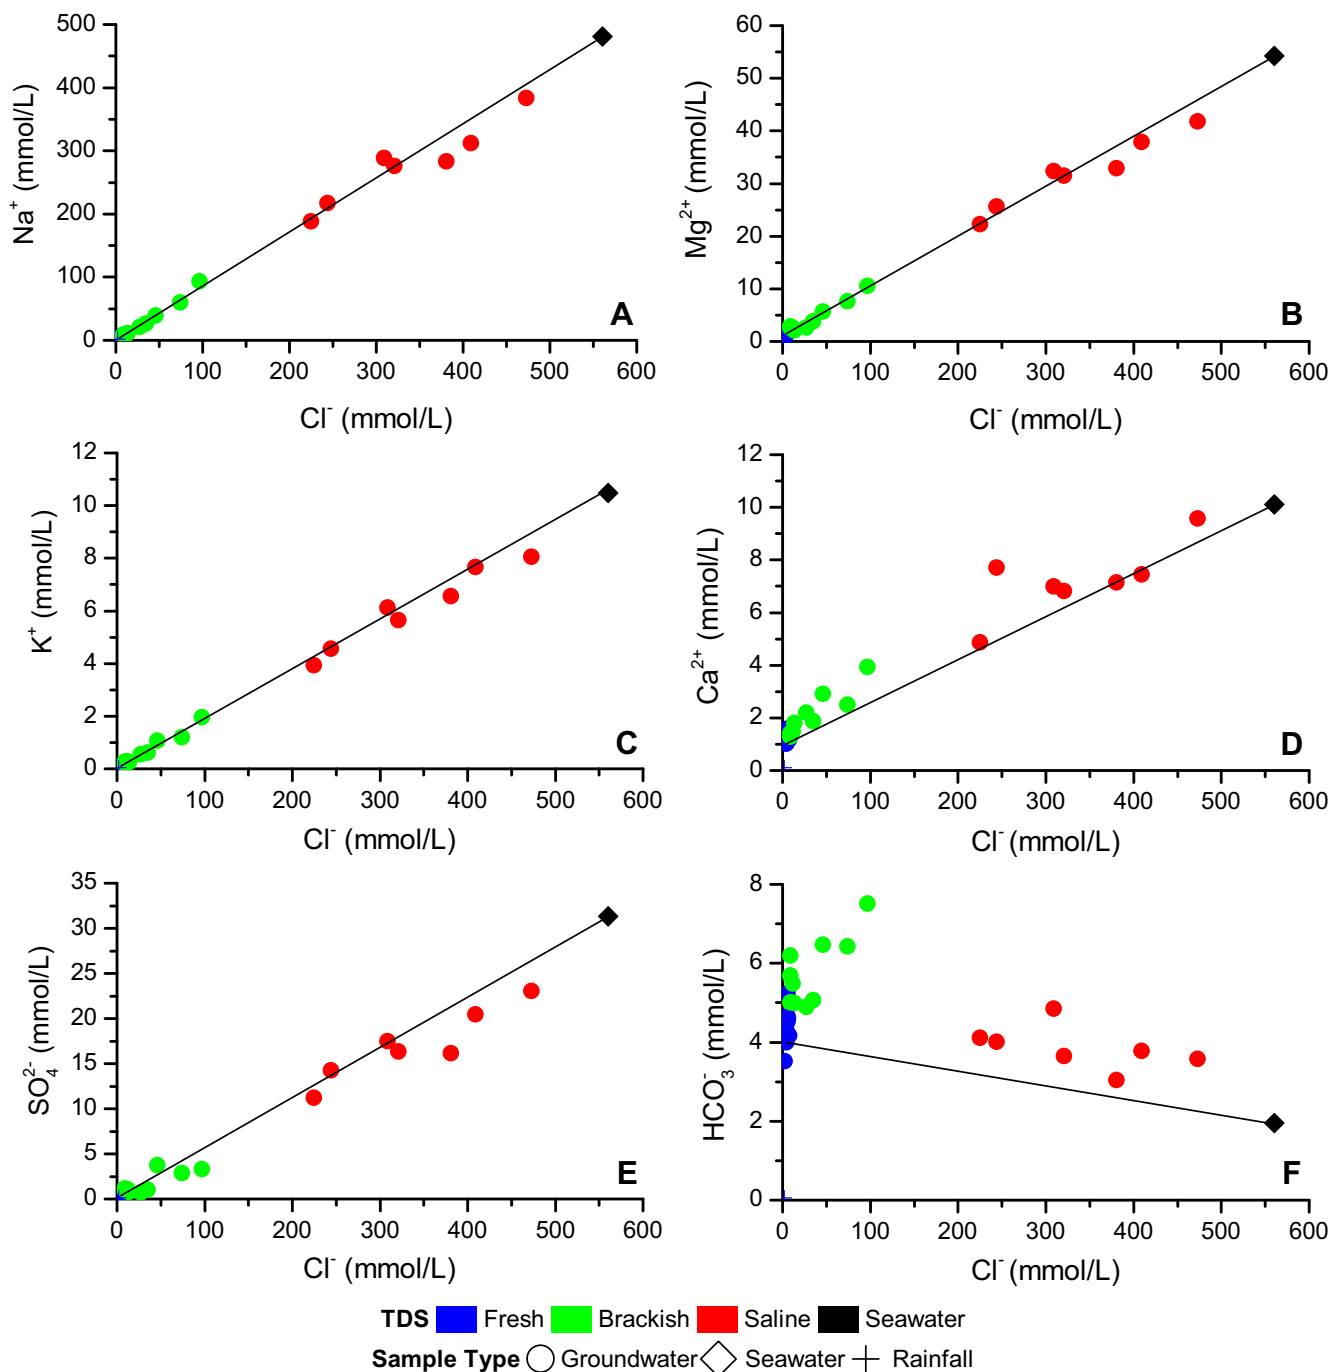 500
400
300
200
100
0
Na⁺ (mmol/L)
A
0 100 200 300 400 500 600
Cl⁻ (mmol/L)
60
50
40
30
20
10
0
Mg²⁺ (mmol/L)
B
0 100 200 300 400 500 600
Cl⁻ (mmol/L)
12
10
8
6
4
2
0
K⁺ (mmol/L)
C
0 100 200 300 400 500 600
Cl⁻ (mmol/L)
12
10
8
6
4
2
0
Ca²⁺ (mmol/L)
D
0 100 200 300 400 500 600
Cl⁻ (mmol/L)
35
30
25
20
15
10
5
0
SO₄²⁻ (mmol/L)
E
0 100 200 300 400 500 600
Cl⁻ (mmol/L)
8
6
4
2
0
HCO₃⁻ (mmol/L)
F
0 100 200 300 400 500 600
Cl⁻ (mmol/L)
TDS Fresh Brackish Saline Seawater
Sample Type Groundwater Seawater Rainfall